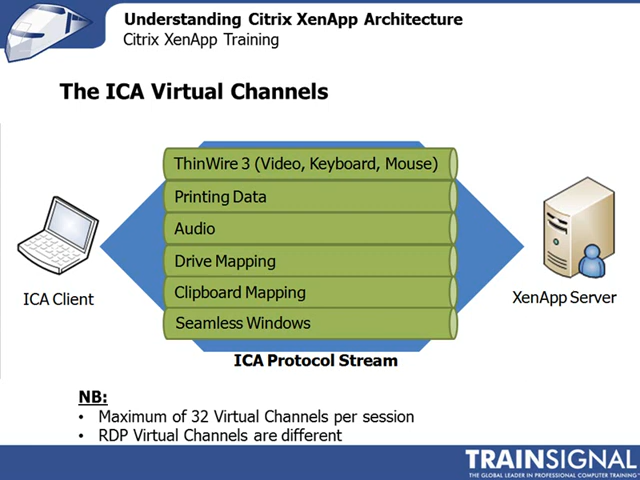 Understanding Citrix XenApp Architecture
Citrix XenApp Training
The ICA Virtual Channels
ThinWire 3 (Video, Keyboard, Mouse)
Printing Data
Audio
Drive Mapping
Clipboard Mapping
Seamless Windows
ICA Client
XenApp Server
ICA Protocol Stream
NB:
• Maximum of 32 Virtual Channels per session
• RDP Virtual Channels are different
TRAINSIGNAL
THE GLOBAL LEADER IN PROFESSIONAL COMPUTER TRAINING